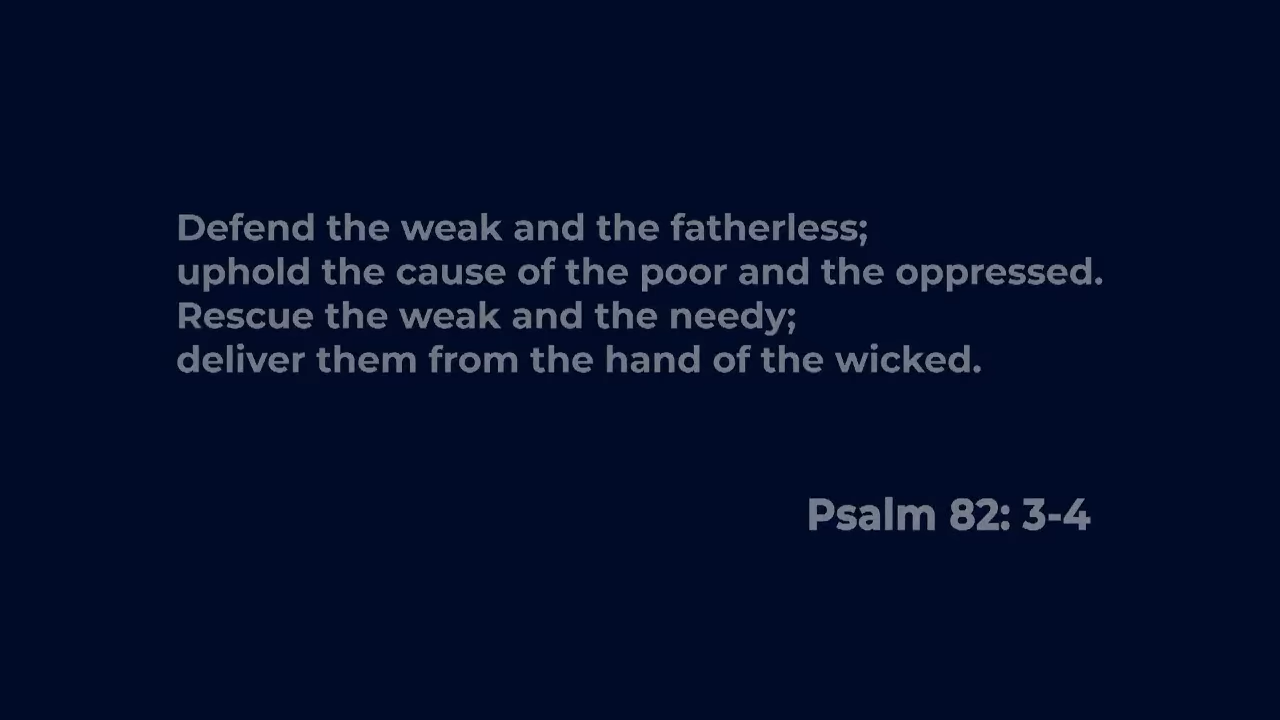 Defend the weak and the fatherless;
uphold the cause of the poor and the oppressed.
Rescue the weak and the needy;
deliver them from the hand of the wicked.
Psalm 82: 3-4